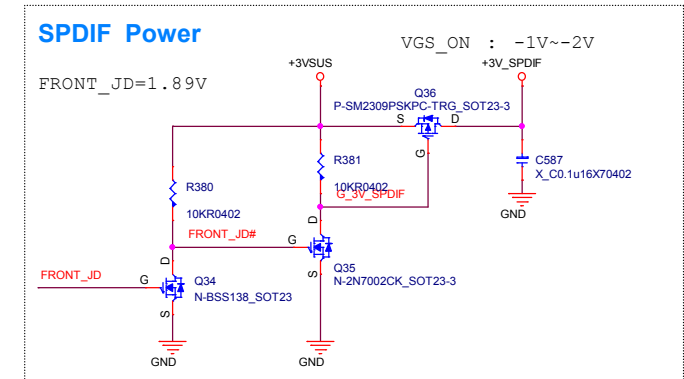 SPDIF Power
VGS_ON : -1V~-2V
+3VSUS
+3V_SPDIF
FRONT_JD=1.89V
Q36
P-SM2309PSKPC-TRG_SOT23-3
S
D
G
R381
10KR0402
C587
X_C0.1u16X70402
GND
R380
10KR0402
G_3V_SPDIF
D
FRONT_JD#
G
Q35
N-2N7002CK_SOT23-3
S
D
FRONT_JD
G
Q34
N-BSS138_SOT23
S
GND
GND